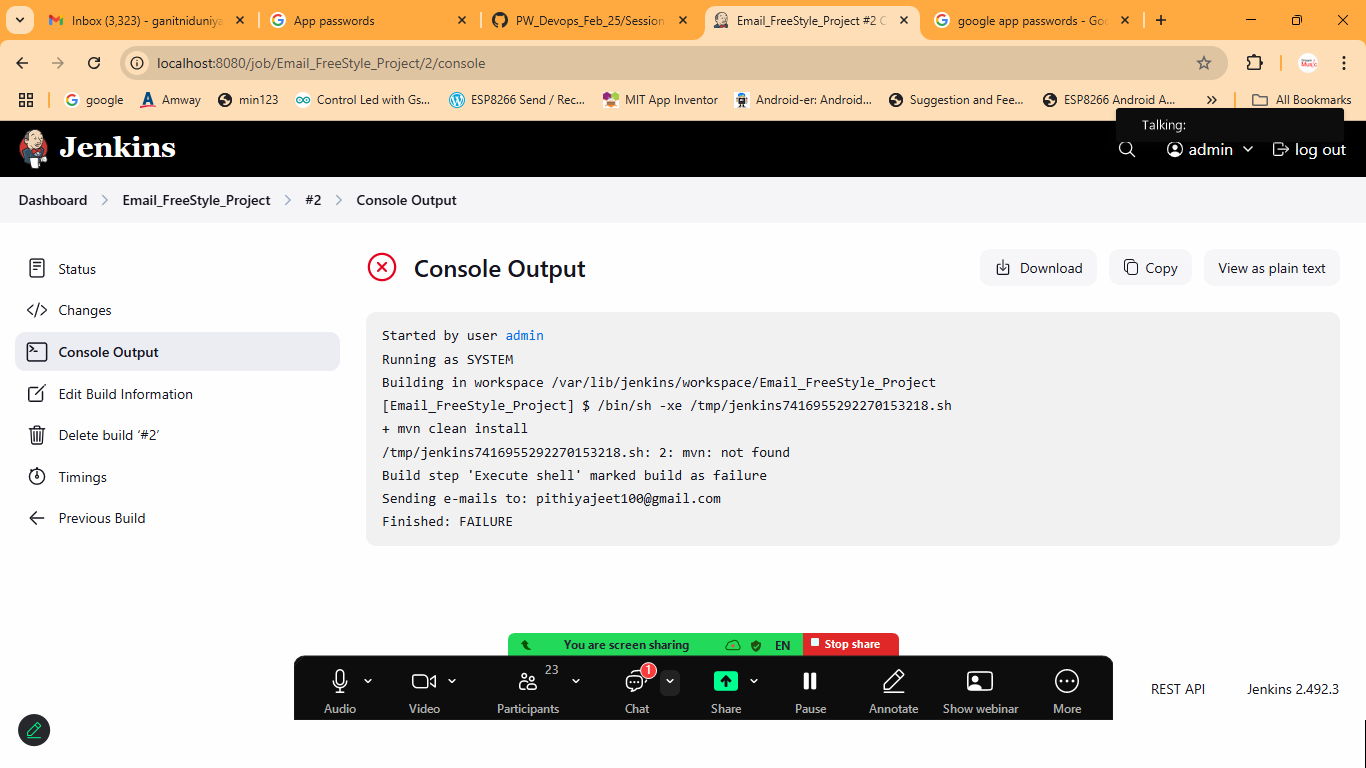 Inbox (3,323) - ganitniduniya
App passwords
PW_Devops_Feb_25/Session
Email_FreeStyle_Project #2 C
google app passwords - Goo
localhost:8080/job/Email_FreeStyle_Project/2/console
google
Amway
min123
Control Led with Gs...
ESP8266 Send / Rec...
MIT App Inventor
Android-er: Android...
Suggestion and Fee...
ESP8266 Android A...
All Bookmarks
Talking:
Jenkins
admin
log out
Dashboard
Email_FreeStyle_Project
#2
Console Output
Status
Changes
Console Output
Edit Build Information
Delete build ‘#2’
Timings
Previous Build
Console Output
Download
Copy
View as plain text
Started by user admin
Running as SYSTEM
Building in workspace /var/lib/jenkins/workspace/Email_FreeStyle_Project
[Email_FreeStyle_Project] $ /bin/sh -xe /tmp/jenkins7416955292270153218.sh
+ mvn clean install
/tmp/jenkins7416955292270153218.sh: 2: mvn: not found
Build step 'Execute shell' marked build as failure
Sending e-mails to: pithiyajeet100@gmail.com
Finished: FAILURE
You are screen sharing
EN
Stop share
Audio
Video
23
Participants
1
Chat
Share
Pause
Annotate
Show webinar
More
REST API
Jenkins 2.492.3